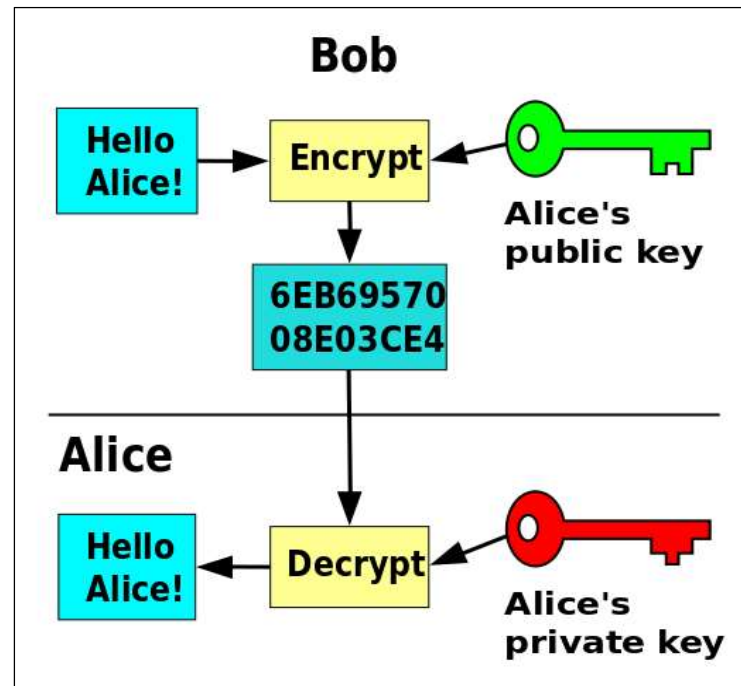 Bob
Hello
Alice!
Encrypt
Alice's
public key
6EB69570
08E03CE4
Alice
Hello
Alice!
Decrypt
Alice's
private key